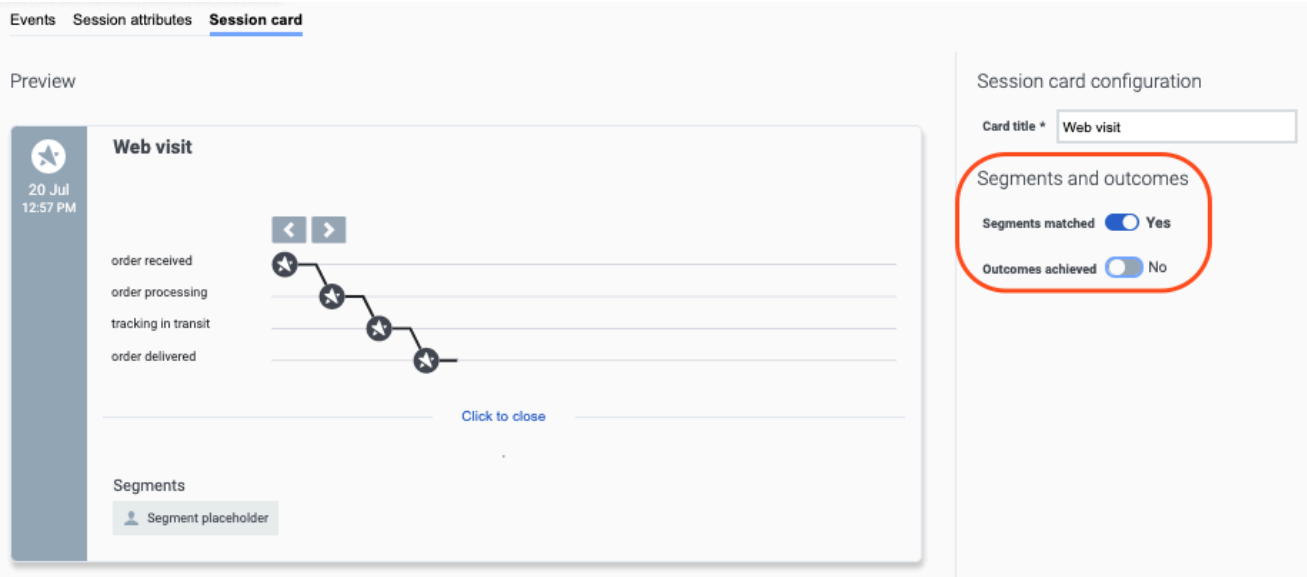 Events Session attributes Session card
Preview
Web visit
20 Jul
12:57 PM
order received
order processing
tracking in transit
order delivered
Click to close
Segments
Segment placeholder
Session card configuration
Card title * Web visit
Segments and outcomes
Segments matched Yes
Outcomes achieved No